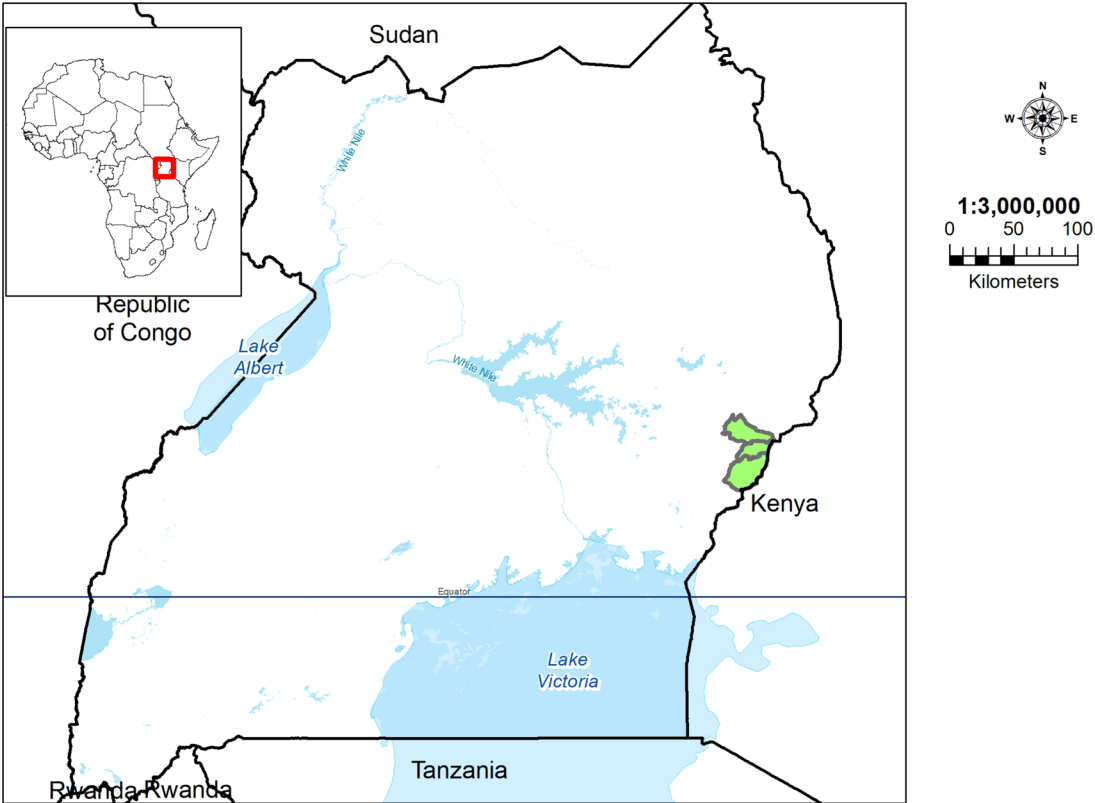 Sudan
N
W
E
S
1:3,000,000
0 50 100
Kilometers
White Nile
Republic
of Congo
Lake
Albert
White Nile
Kenya
Equator
Lake
Victoria
Tanzania
Rwanda Rwanda